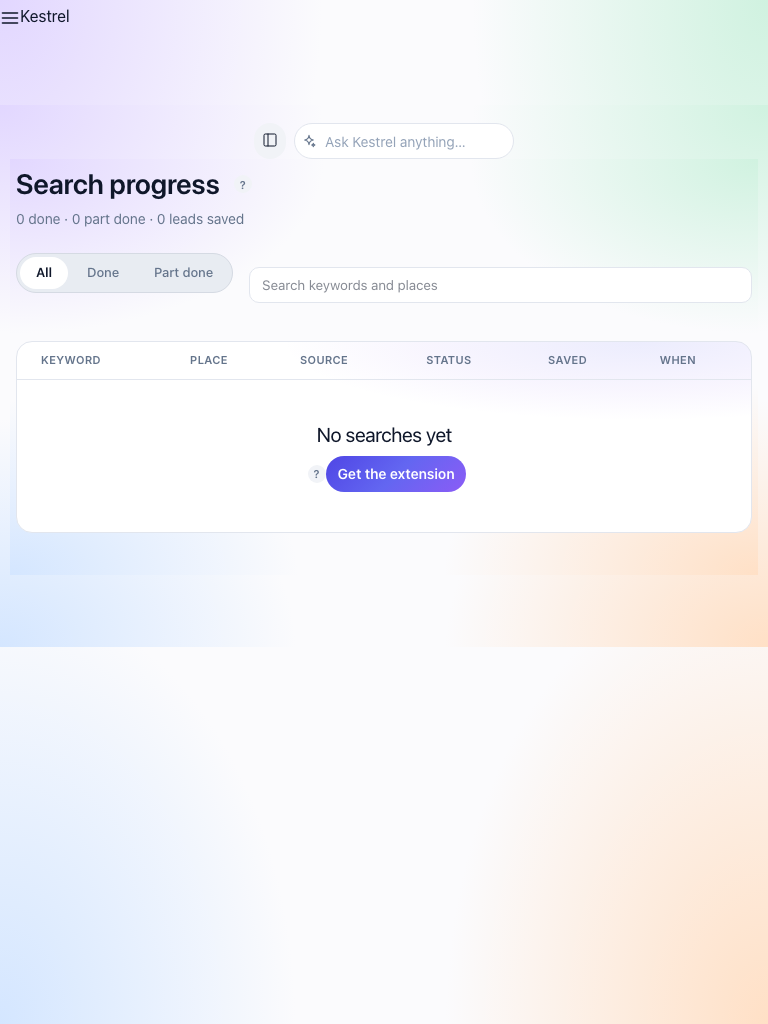 Kestrel
Ask Kestrel anything...
Search progress ?
0 done · 0 part done · 0 leads saved
All Done Part done
Search keywords and places
KEYWORD PLACE SOURCE STATUS SAVED WHEN
No searches yet
? Get the extension